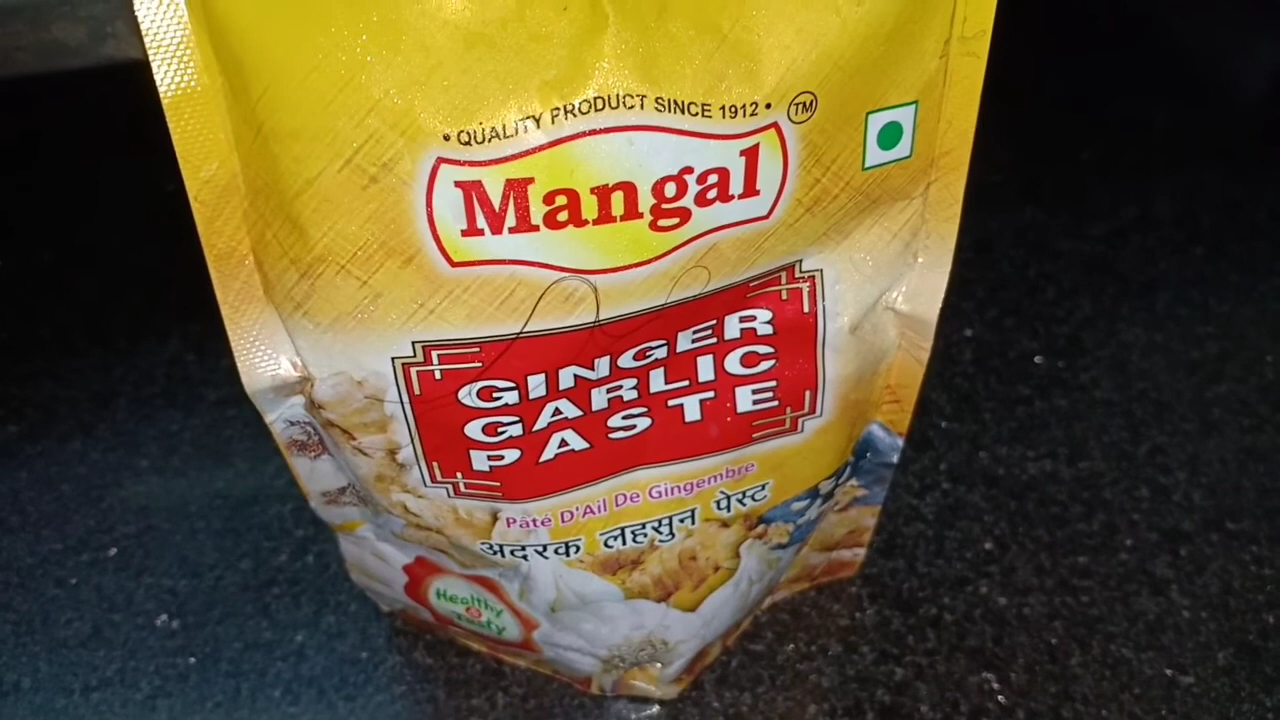 • QUALITY PRODUCT SINCE 1912 •
TM
Mangal
GINGER
GARLIC
PASTE
Pâté D'Ail De Gingembre
अदरक लहसुन पेस्ट
Healthy
&
Tasty